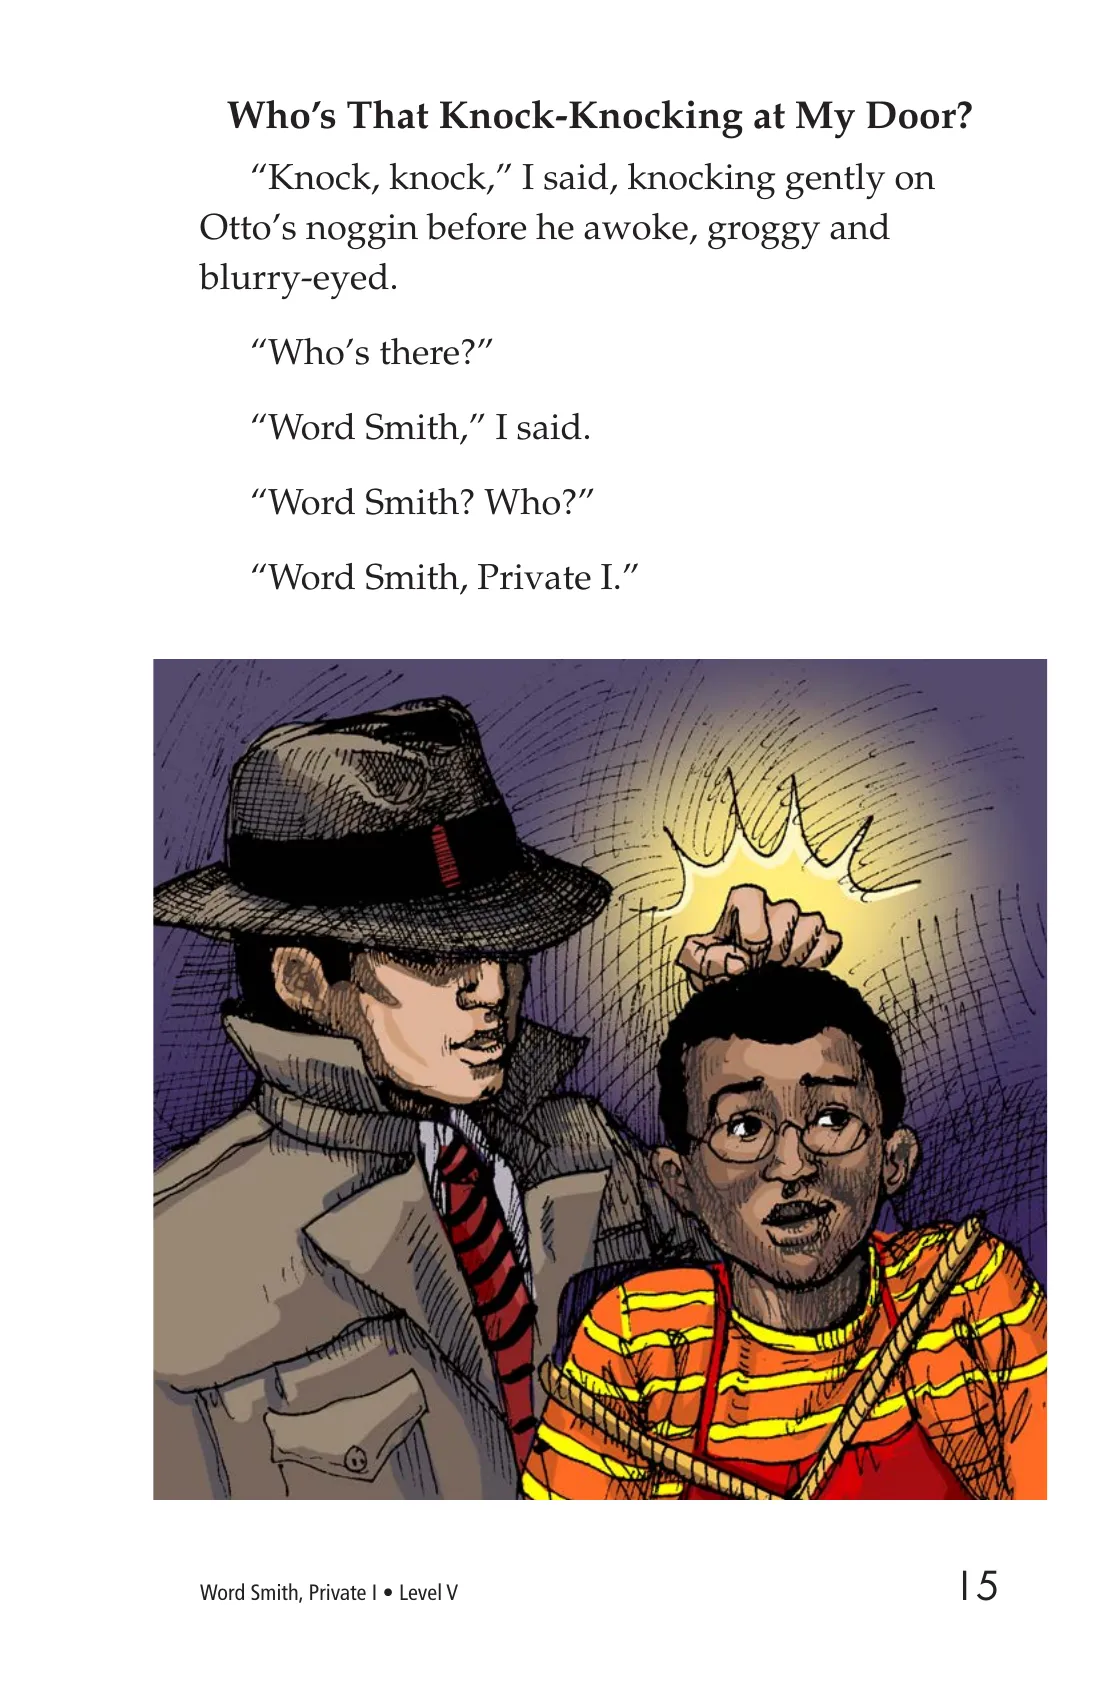 Who’s That Knock-Knocking at My Door?
“Knock, knock,” I said, knocking gently on
Otto’s noggin before he awoke, groggy and
blurry-eyed.
“Who’s there?”
“Word Smith,” I said.
“Word Smith? Who?”
“Word Smith, Private I.”
Word Smith, Private I • Level V
15